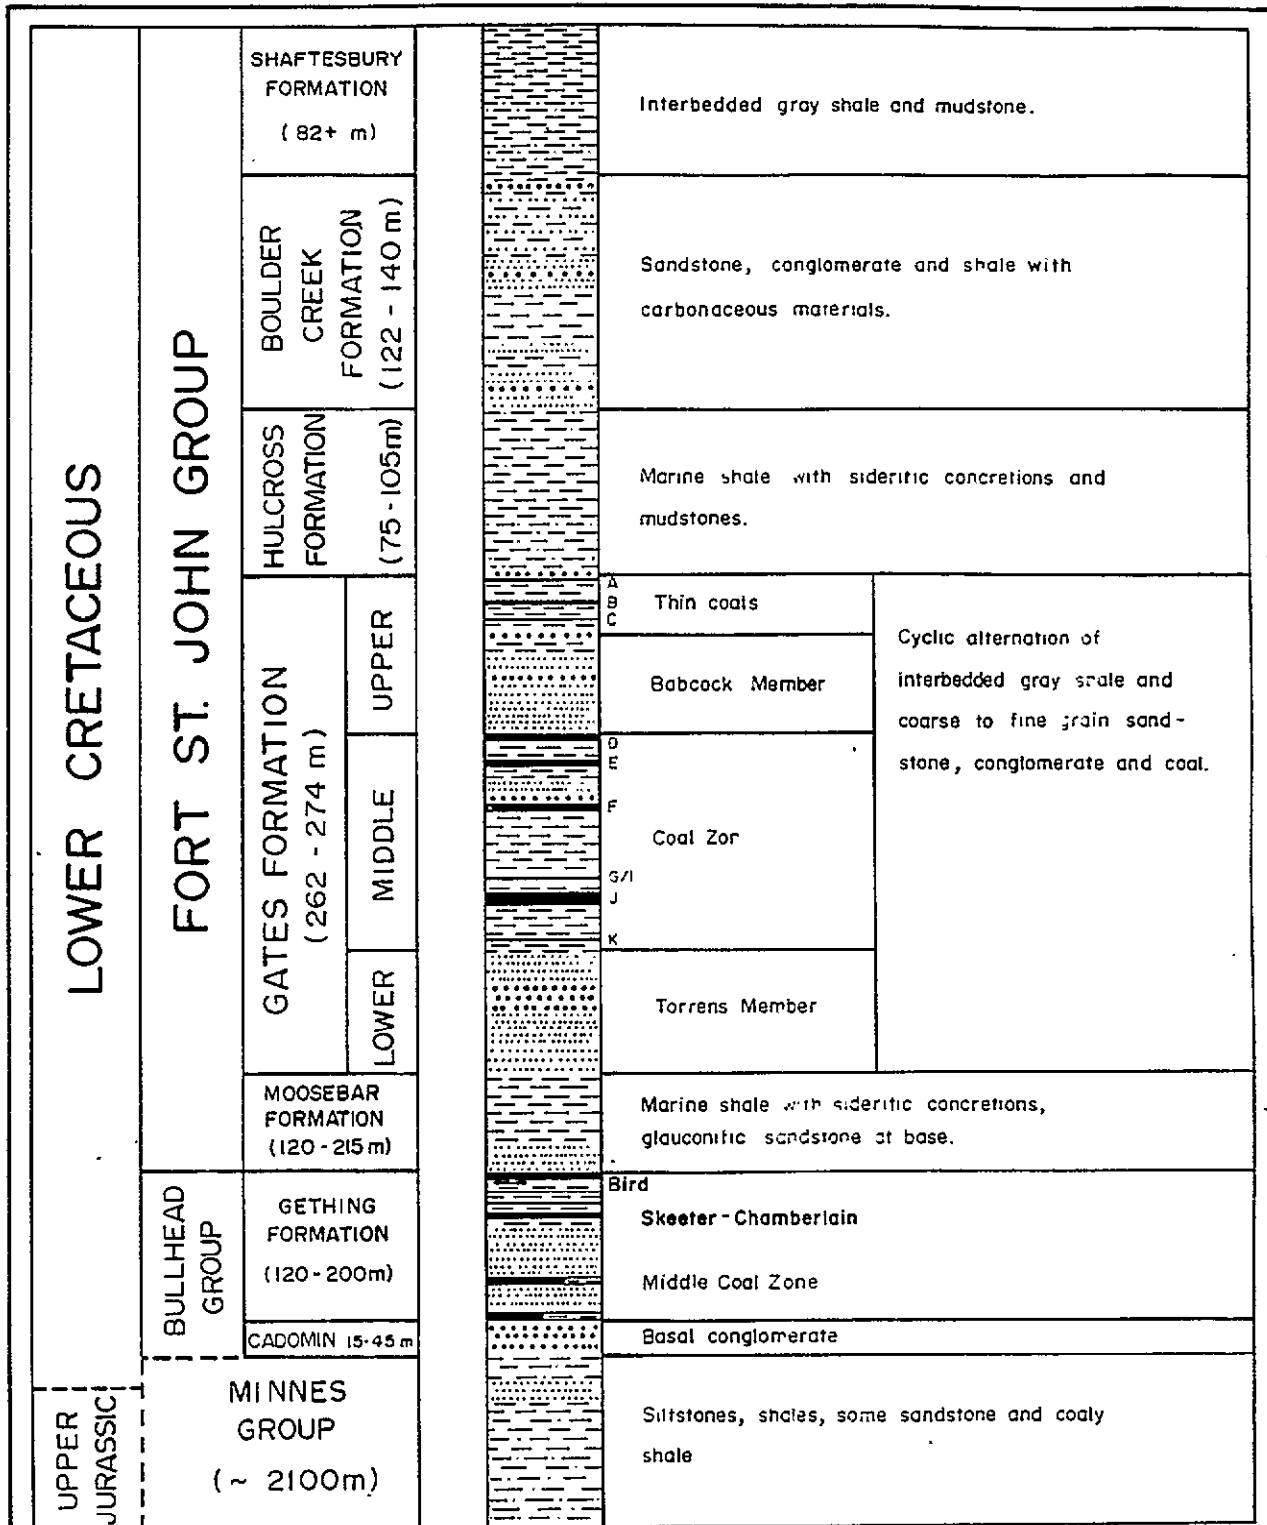 LOWER CRETACEOUS
UPPER
JURASSIC
FORT ST. JOHN GROUP
BULLHEAD
GROUP
SHAFTESBURY
FORMATION
(82+ m)
Interbedded gray shale and mudstone.
BOULDER
CREEK
FORMATION
(122 - 140 m)
Sandstone, conglomerate and shale with
carbonaceous materials.
HULCROSS
FORMATION
(75-105m)
Marine shale with sideritic concretions and
mudstones.
GATES FORMATION
(262 - 274 m)
UPPER
MIDDLE
LOWER
A
B
C
Thin coals
Babcock Member
D
E
F
G/I
J
K
Coal Zon
Torrens Member
Cyclic alternation of
interbedded gray shale and
coarse to fine grain sand-
stone, conglomerate and coal.
MOOSEBAR
FORMATION
(120-215m)
Marine shale with sideritic concretions,
glauconific sandstone at base.
GETHING
FORMATION
(120-200m)
Bird
Skeeter-Chamberlain
Middle Coal Zone
CADOMIN 15-45 m
Basal conglomerate
MINNES
GROUP
(~ 2100m)
Siltstones, shales, some sandstone and coaly
shale